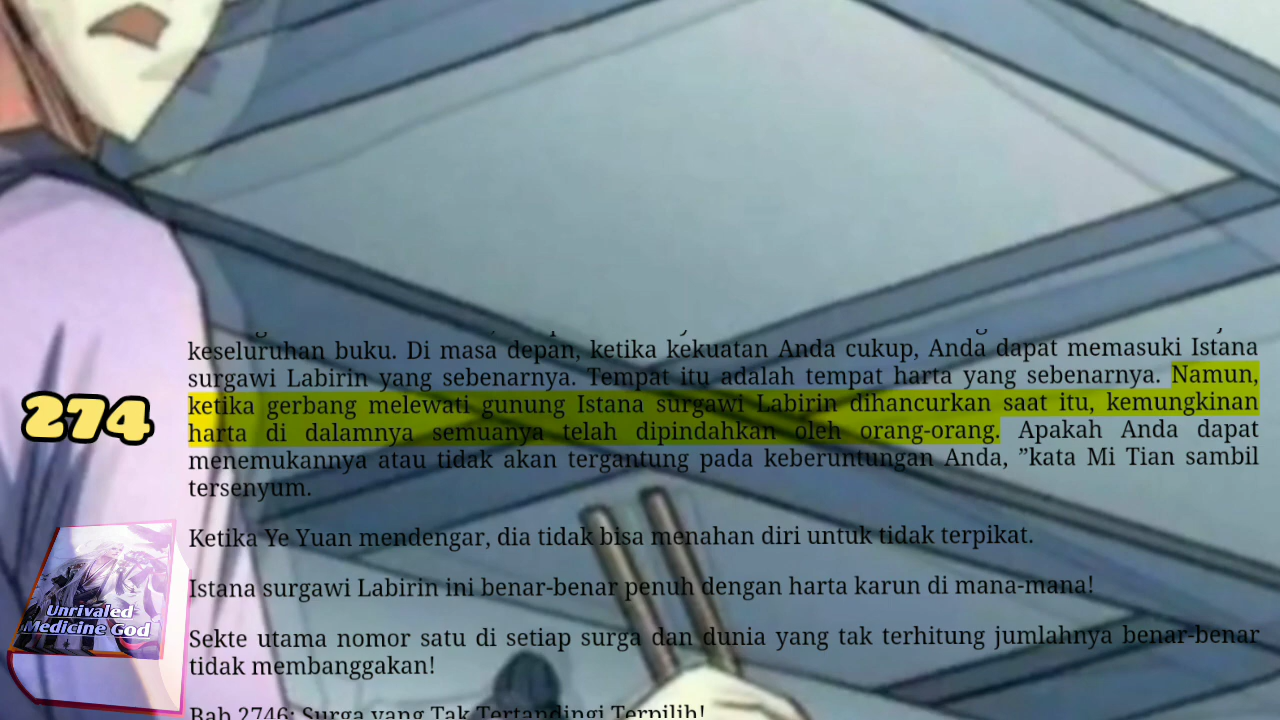 keseluruhan buku. Di masa depan, ketika kekuatan Anda cukup, Anda dapat memasuki Istana
surgawi Labirin yang sebenarnya. Tempat itu adalah tempat harta yang sebenarnya. Namun,
ketika gerbang melewati gunung Istana surgawi Labirin dihancurkan saat itu, kemungkinan
harta di dalamnya semuanya telah dipindahkan oleh orang-orang. Apakah Anda dapat
menemukannya atau tidak akan tergantung pada keberuntungan Anda, ”kata Mi Tian sambil
tersenyum.
Ketika Ye Yuan mendengar, dia tidak bisa menahan diri untuk tidak terpikat.
Istana surgawi Labirin ini benar-benar penuh dengan harta karun di mana-mana!
Sekte utama nomor satu di setiap surga dan dunia yang tak terhitung jumlahnya benar-benar
tidak membanggakan!
Bab 2746: Surga yang Tak Tertandingi Terpilih!
274
Unrivaled
Medicine God